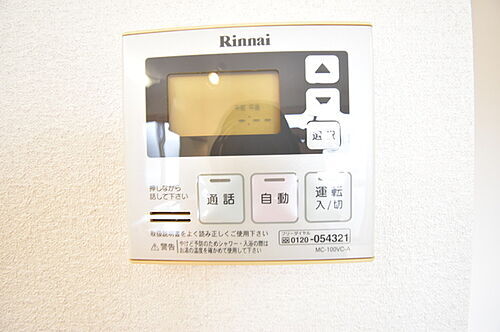 Rinnai
▲
▼
選択
押しながら
話して下さい
通話
自動
運転
入/切
取扱説明書をよく読み正しくご使用下さい
⚠警告
やけど予防のためシャワー・入浴の際は
お湯の温度を確かめて使用して下さい
フリーダイヤル
0120-054321
MC-100VC-A